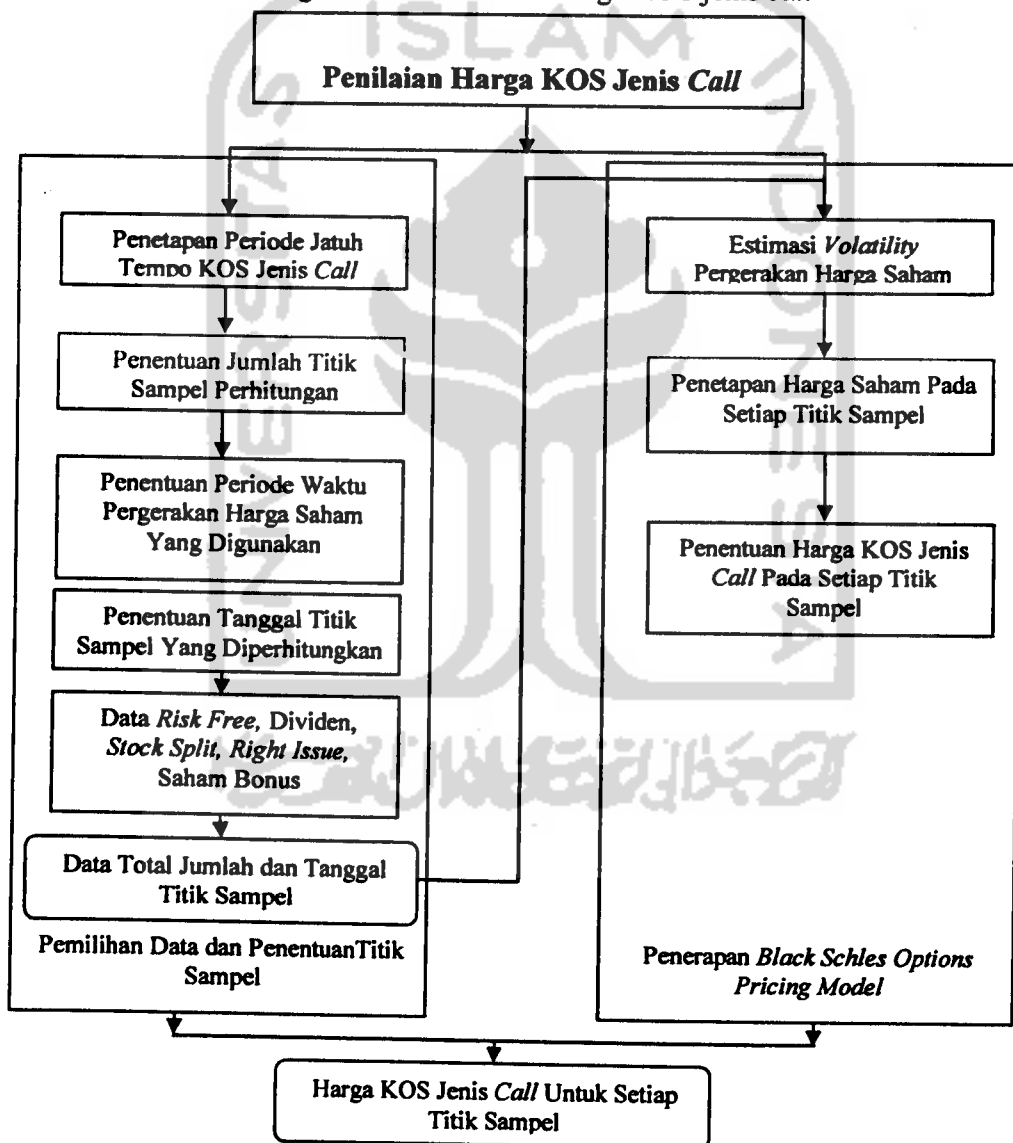 Penilaian Harga KOS Jenis Call
Penetapan Periode Jatuh
Tempo KOS Jenis Call
Penentuan Jumlah Titik
Sampel Perhitungan
Penentuan Periode Waktu
Pergerakan Harga Saham
Yang Digunakan
Penentuan Tanggal Titik
Sampel Yang Diperhitungkan
Data Risk Free, Dividen,
Stock Split, Right Issue,
Saham Bonus
Data Total Jumlah dan Tanggal
Titik Sampel
Pemilihan Data dan PenentuanTitik
Sampel
Estimasi Volatility
Pergerakan Harga Saham
Penetapan Harga Saham Pada
Setiap Titik Sampel
Penentuan Harga KOS Jenis
Call Pada Setiap Titik
Sampel
Penerapan Black Schles Options
Pricing Model
Harga KOS Jenis Call Untuk Setiap
Titik Sampel
UNIVERSITAS
ISLAM
INDONESIA